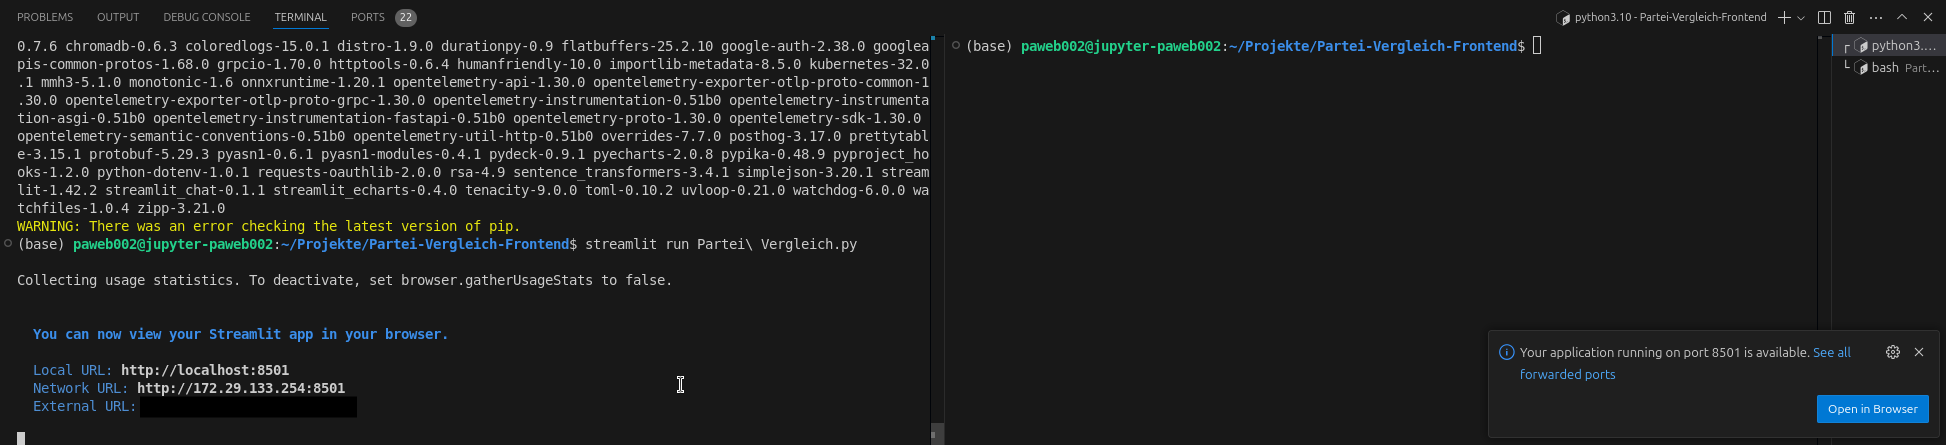 PROBLEMS OUTPUT DEBUG CONSOLE TERMINAL PORTS 22
python3.10 - Partei-Vergleich-Frontend
0.7.6 chromadb-0.6.3 coloredlogs-15.0.1 distro-1.9.0 durationpy-0.9 flatbuffers-25.2.10 google-auth-2.38.0 googlea
pis-common-protos-1.68.0 grpcio-1.70.0 httptools-0.6.4 humanfriendly-10.0 importlib-metadata-8.5.0 kubernetes-32.0
.1 mmh3-5.1.0 monotonic-1.6 onnxruntime-1.20.1 opentelemetry-api-1.30.0 opentelemetry-exporter-otlp-proto-common-1
.30.0 opentelemetry-exporter-otlp-proto-grpc-1.30.0 opentelemetry-instrumentation-0.51b0 opentelemetry-instrumenta
tion-asgi-0.51b0 opentelemetry-instrumentation-fastapi-0.51b0 opentelemetry-proto-1.30.0 opentelemetry-sdk-1.30.0
opentelemetry-semantic-conventions-0.51b0 opentelemetry-util-http-0.51b0 overrides-7.7.0 posthog-3.17.0 prettytabl
e-3.15.1 protobuf-5.29.3 pyasn1-0.6.1 pyasn1-modules-0.4.1 pydeck-0.9.1 pyecharts-2.0.8 pypika-0.48.9 pyproject_ho
oks-1.2.0 python-dotenv-1.0.1 requests-oauthlib-2.0.0 rsa-4.9 sentence_transformers-3.4.1 simplejson-3.20.1 stream
lit-1.42.2 streamlit_chat-0.1.1 streamlit_echarts-0.4.0 tenacity-9.0.0 toml-0.10.2 uvloop-0.21.0 watchdog-6.0.0 wa
tchfiles-1.0.4 zipp-3.21.0
WARNING: There was an error checking the latest version of pip.
(base) paweb002@jupyter-paweb002:~/Projekte/Partei-Vergleich-Frontend$ streamlit run Partei\ Vergleich.py
Collecting usage statistics. To deactivate, set browser.gatherUsageStats to false.
You can now view your Streamlit app in your browser.
Local URL: http://localhost:8501
Network URL: http://172.29.133.254:8501
External URL:
(base) paweb002@jupyter-paweb002:~/Projekte/Partei-Vergleich-Frontend$
python3....
bash Part...
Your application running on port 8501 is available. See all
forwarded ports
Open in Browser